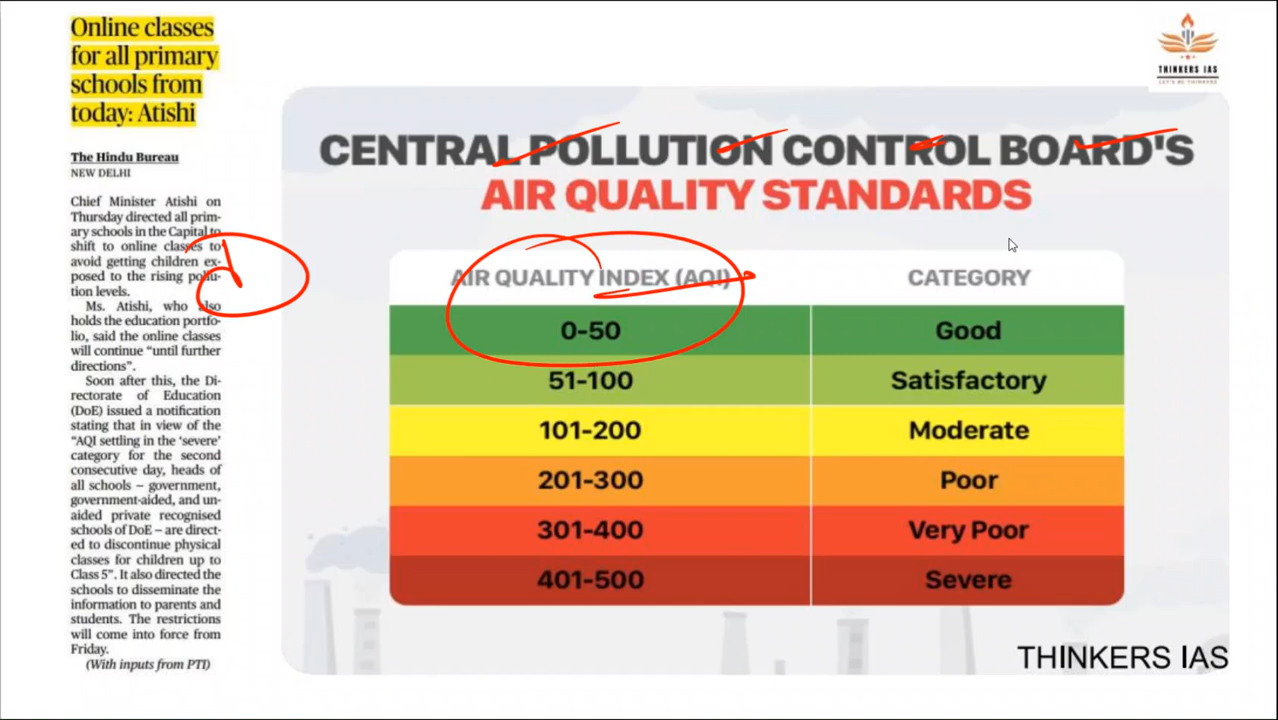 Online classes
for all primary
schools from
today: Atishi
The Hindu Bureau
NEW DELHI
Chief Minister Atishi on
Thursday directed all prim-
ary schools in the Capital to
shift to online classes to
avoid getting children ex-
posed to the rising pollu-
tion levels.
Ms. Atishi, who also
holds the education portfo-
lio, said the online classes
will continue “until further
directions”.
Soon after this, the Di-
rectorate of Education
(DoE) issued a notification
stating that in view of the
“AQI settling in the ‘severe’
category for the second
consecutive day, heads of
all schools – government,
government-aided, and un-
aided private recognised
schools of DoE – are direct-
ed to discontinue physical
classes for children up to
Class 5”. It also directed the
schools to disseminate the
information to parents and
students. The restrictions
will come into force from
Friday.
(With inputs from PTI)
THINKERS IAS
LET'S BE THINKERS
CENTRAL POLLUTION CONTROL BOARD'S
AIR QUALITY STANDARDS
AIR QUALITY INDEX (AQI) CATEGORY
0-50 Good
51-100 Satisfactory
101-200 Moderate
201-300 Poor
301-400 Very Poor
401-500 Severe
THINKERS IAS